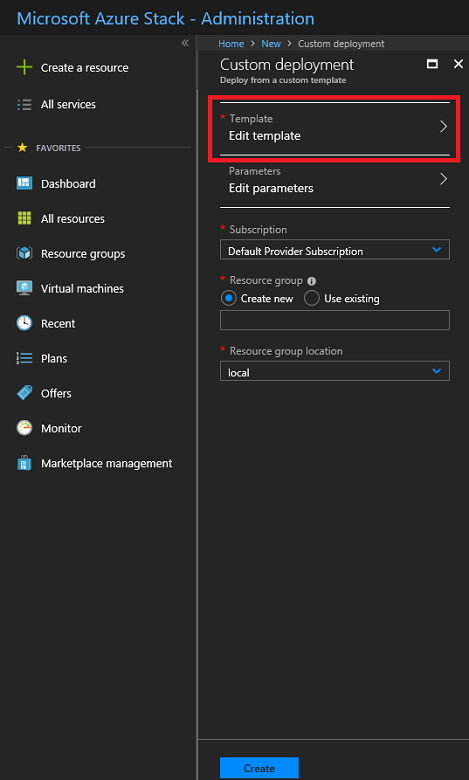 Microsoft Azure Stack - Administration
«
Home > New > Custom deployment
Custom deployment
Deploy from a custom template
Create a resource
All services
FAVORITES
Dashboard
All resources
Resource groups
Virtual machines
Recent
Plans
Offers
Monitor
Marketplace management
* Template
Edit template
Parameters
Edit parameters
* Subscription
Default Provider Subscription
* Resource group
Create new Use existing
* Resource group location
local
Create